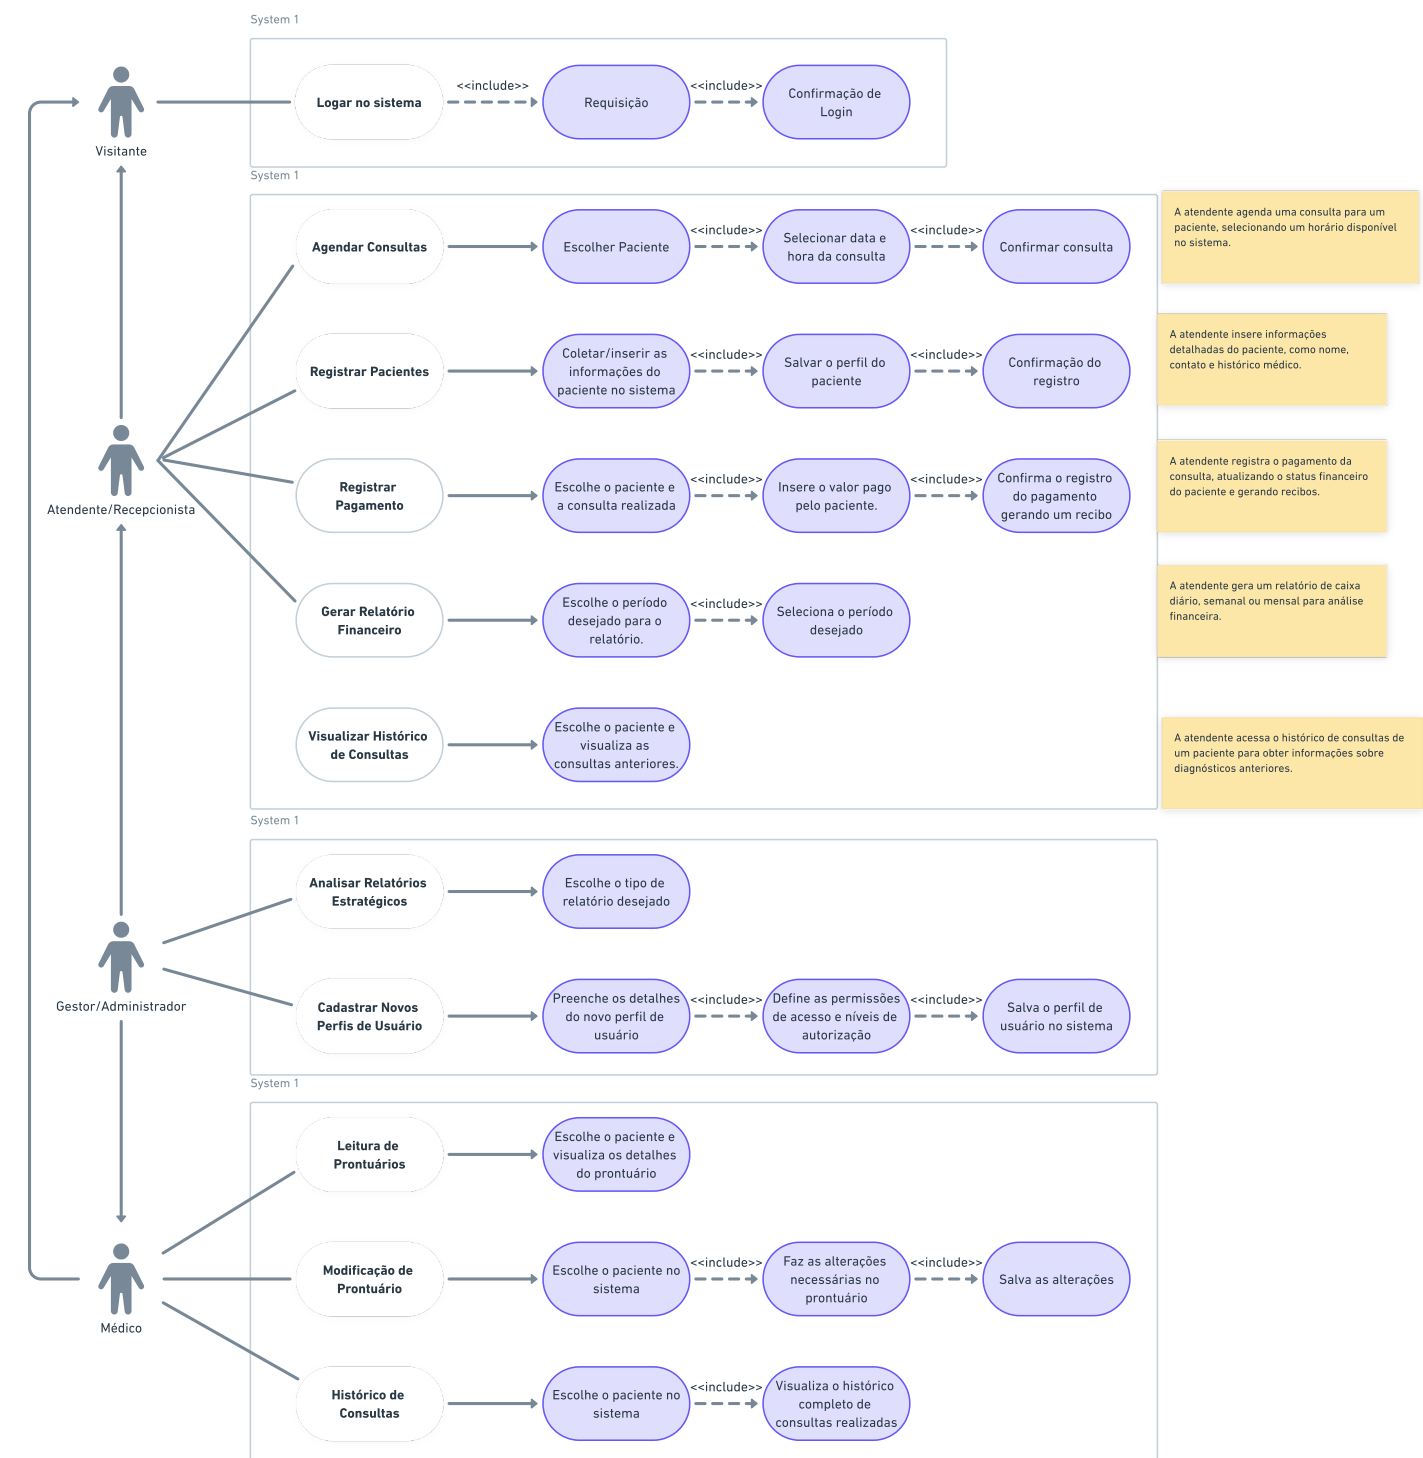 System 1
<<include>>
<<include>>
Logar no sistema
Requisição
Confirmação de
Login
Visitante
System 1
Agendar Consultas
Escolher Paciente
<<include>>
Selecionar data e
hora da consulta
<<include>>
Confirmar consulta
A atendente agenda uma consulta para um
paciente, selecionando um horário disponível
no sistema.
Registrar Pacientes
Coletar/inserir as
informações do
paciente no sistema
<<include>>
Salvar o perfil do
paciente
<<include>>
Confirmação do
registro
A atendente insere informações
detalhadas do paciente, como nome,
contato e histórico médico.
Atendente/Recepcionista
Registrar
Pagamento
Escolhe o paciente e
a consulta realizada
<<include>>
Insere o valor pago
pelo paciente.
<<include>>
Confirma o registro
do pagamento
gerando um recibo
A atendente registra o pagamento da
consulta, atualizando o status financeiro
do paciente e gerando recibos.
Gerar Relatório
Financeiro
Escolhe o período
desejado para o
relatório.
<<include>>
Seleciona o período
desejado
A atendente gera um relatório de caixa
diário, semanal ou mensal para análise
financeira.
Visualizar Histórico
de Consultas
Escolhe o paciente e
visualiza as
consultas anteriores.
A atendente acessa o histórico de consultas de
um paciente para obter informações sobre
diagnósticos anteriores.
System 1
Analisar Relatórios
Estratégicos
Escolhe o tipo de
relatório desejado
Gestor/Administrador
Cadastrar Novos
Perfis de Usuário
Preenche os detalhes
do novo perfil de
usuário
<<include>>
Define as permissões
de acesso e níveis de
autorização
<<include>>
Salva o perfil de
usuário no sistema
System 1
Leitura de
Prontuários
Escolhe o paciente e
visualiza os detalhes
do prontuário
Médico
Modificação de
Prontuário
Escolhe o paciente no
sistema
<<include>>
Faz as alterações
necessárias no
prontuário
<<include>>
Salva as alterações
Histórico de
Consultas
Escolhe o paciente no
sistema
<<include>>
Visualiza o histórico
completo de
consultas realizadas